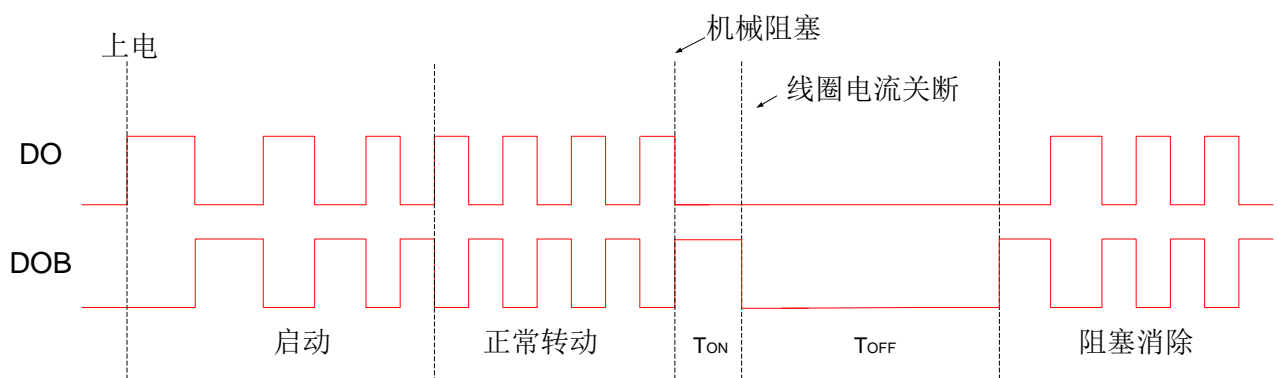 上电
机械阻塞
线圈电流关断
DO
DOB
启动
正常转动
TON
TOFF
阻塞消除